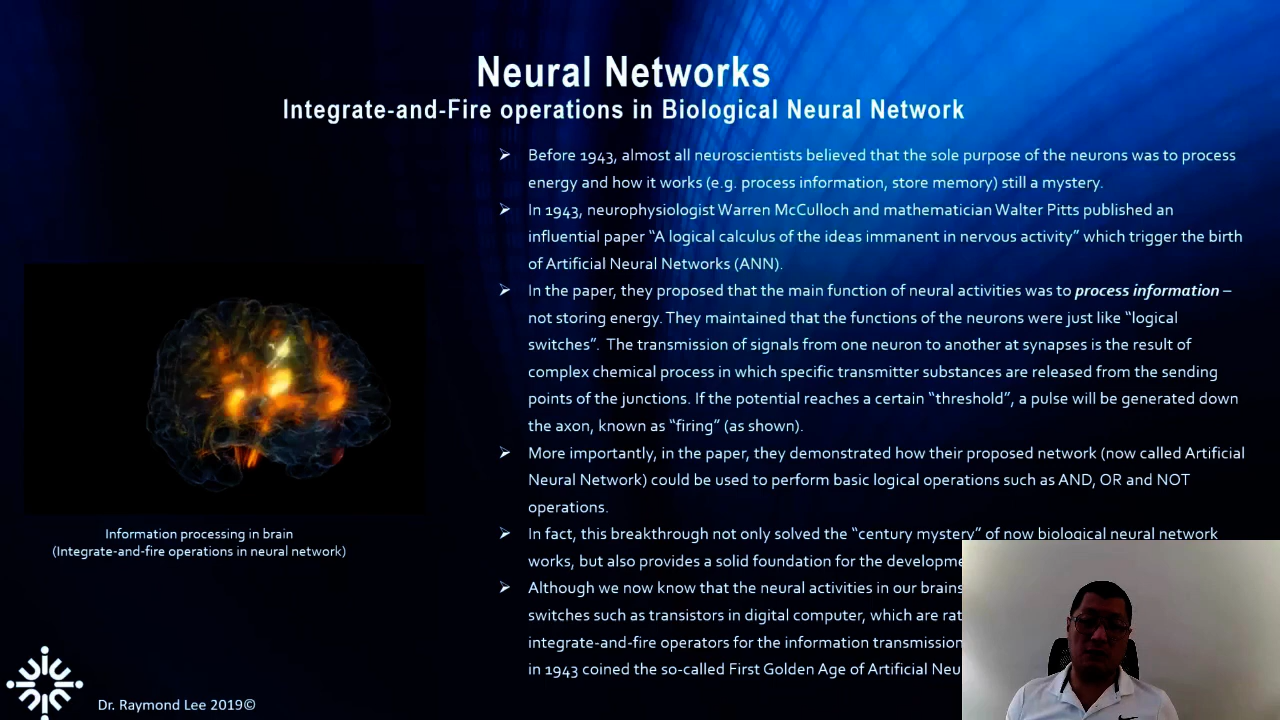 Neural Networks
Integrate-and-Fire operations in Biological Neural Network
➢ Before 1943, almost all neuroscientists believed that the sole purpose of the neurons was to process
energy and how it works (e.g. process information, store memory) still a mystery.
➢ In 1943, neurophysiologist Warren McCulloch and mathematician Walter Pitts published an
influential paper “A logical calculus of the ideas immanent in nervous activity” which trigger the birth
of Artificial Neural Networks (ANN).
➢ In the paper, they proposed that the main function of neural activities was to process information –
not storing energy. They maintained that the functions of the neurons were just like “logical
switches”. The transmission of signals from one neuron to another at synapses is the result of
complex chemical process in which specific transmitter substances are released from the sending
points of the junctions. If the potential reaches a certain “threshold”, a pulse will be generated down
the axon, known as “firing” (as shown).
➢ More importantly, in the paper, they demonstrated how their proposed network (now called Artificial
Neural Network) could be used to perform basic logical operations such as AND, OR and NOT
operations.
➢ In fact, this breakthrough not only solved the “century mystery” of now biological neural network
works, but also provides a solid foundation for the
➢ Although we now know that the neural activities in our brains
switches such as transistors in digital computer, which are
integrate-and-fire operators for the information transmission
in 1943 coined the so-called First Golden Age of Artificial
Information processing in brain
(Integrate-and-fire operations in neural network)
Dr. Raymond Lee 2019©